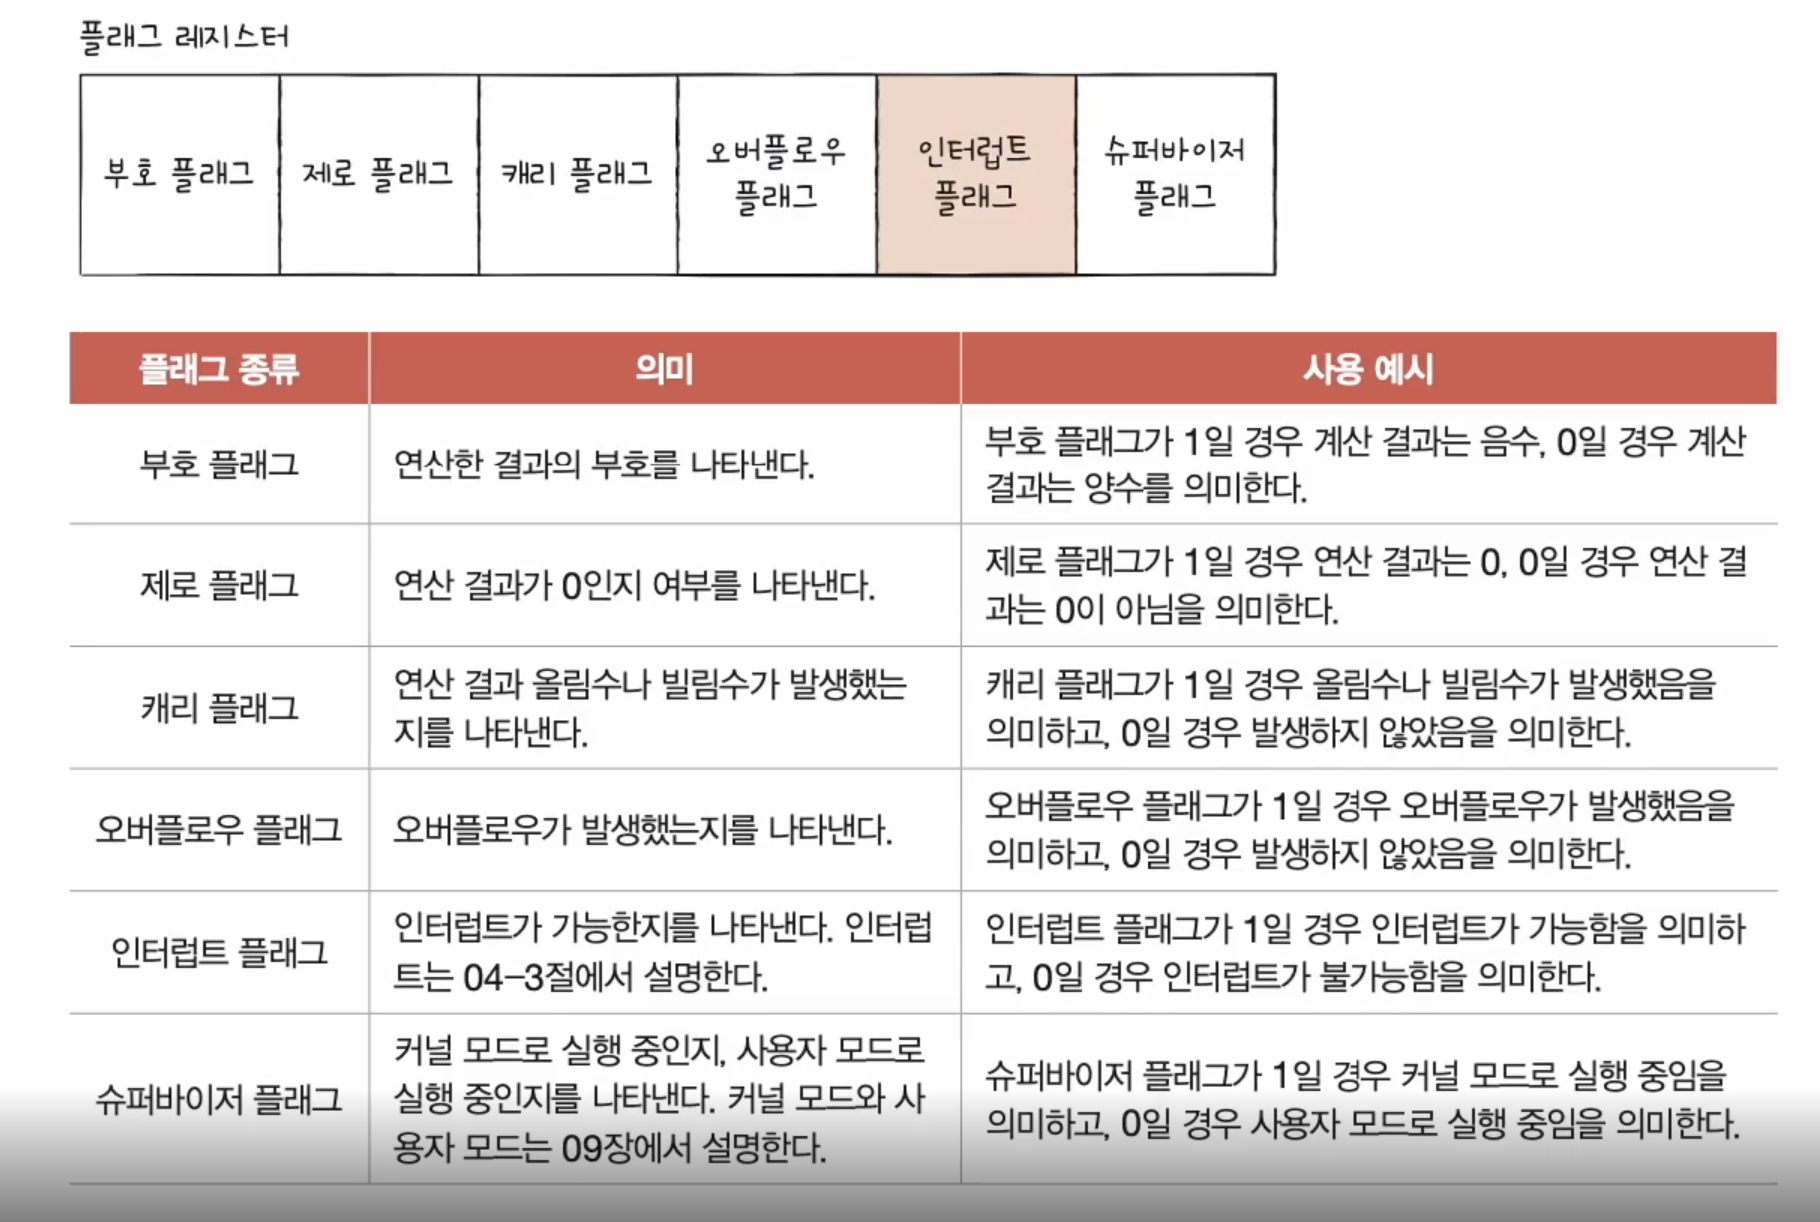 플래그 레지스터
부호 플래그
제로 플래그
캐리 플래그
오버플로우
플래그
인터럽트
플래그
슈퍼바이저
플래그
플래그 종류
의미
사용 예시
부호 플래그
연산한 결과의 부호를 나타낸다.
부호 플래그가 1일 경우 계산 결과는 음수, 0일 경우 계산
결과는 양수를 의미한다.
제로 플래그
연산 결과가 0인지 여부를 나타낸다.
제로 플래그가 1일 경우 연산 결과는 0, 0일 경우 연산 결
과는 0이 아님을 의미한다.
캐리 플래그
연산 결과 올림수나 빌림수가 발생했는
지를 나타낸다.
캐리 플래그가 1일 경우 올림수나 빌림수가 발생했음을
의미하고, 0일 경우 발생하지 않았음을 의미한다.
오버플로우 플래그
오버플로우가 발생했는지를 나타낸다.
오버플로우 플래그가 1일 경우 오버플로우가 발생했음을
의미하고, 0일 경우 발생하지 않았음을 의미한다.
인터럽트 플래그
인터럽트가 가능한지를 나타낸다. 인터럽
트는 04–3절에서 설명한다.
인터럽트 플래그가 1일 경우 인터럽트가 가능함을 의미하
고, 0일 경우 인터럽트가 불가능함을 의미한다.
슈퍼바이저 플래그
커널 모드로 실행 중인지, 사용자 모드로
실행 중인지를 나타낸다. 커널 모드와 사
용자 모드는 09장에서 설명한다.
슈퍼바이저 플래그가 1일 경우 커널 모드로 실행 중임을
의미하고, 0일 경우 사용자 모드로 실행 중임을 의미한다.